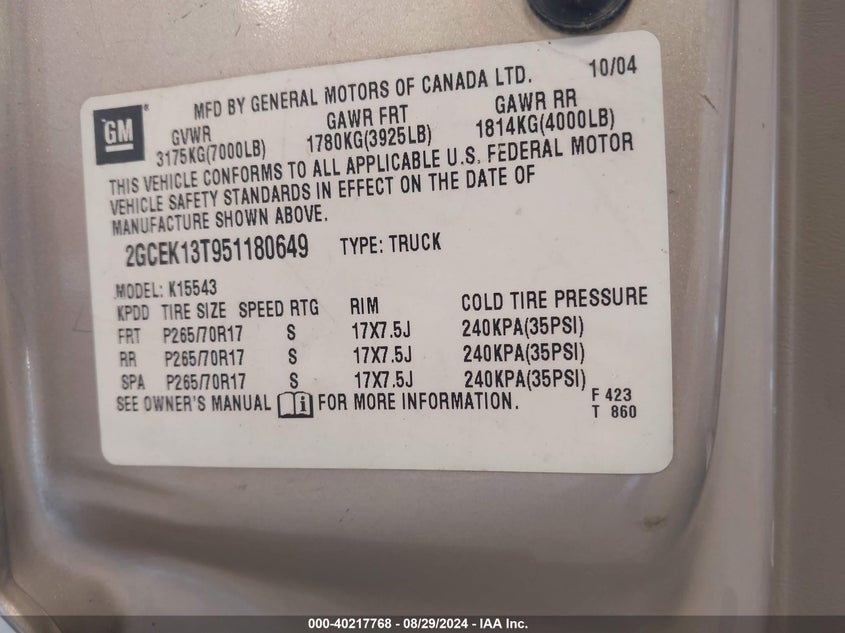 MFD BY GENERAL MOTORS OF CANADA LTD. 10/04
GM®
GVWR GAWR FRT GAWR RR
3175KG(7000LB) 1780KG(3925LB) 1814KG(4000LB)
THIS VEHICLE CONFORMS TO ALL APPLICABLE U.S. FEDERAL MOTOR
VEHICLE SAFETY STANDARDS IN EFFECT ON THE DATE OF
MANUFACTURE SHOWN ABOVE.
2GCEK13T951180649 TYPE: TRUCK
MODEL: K15543
KPDD TIRE SIZE SPEED RTG RIM COLD TIRE PRESSURE
FRT P265/70R17 S 17X7.5J 240KPA(35PSI)
RR P265/70R17 S 17X7.5J 240KPA(35PSI)
SPA P265/70R17 S 17X7.5J 240KPA(35PSI)
SEE OWNER'S MANUAL i FOR MORE INFORMATION.
F 423
T 860
000-40217768 - 08/29/2024 - IAA Inc.